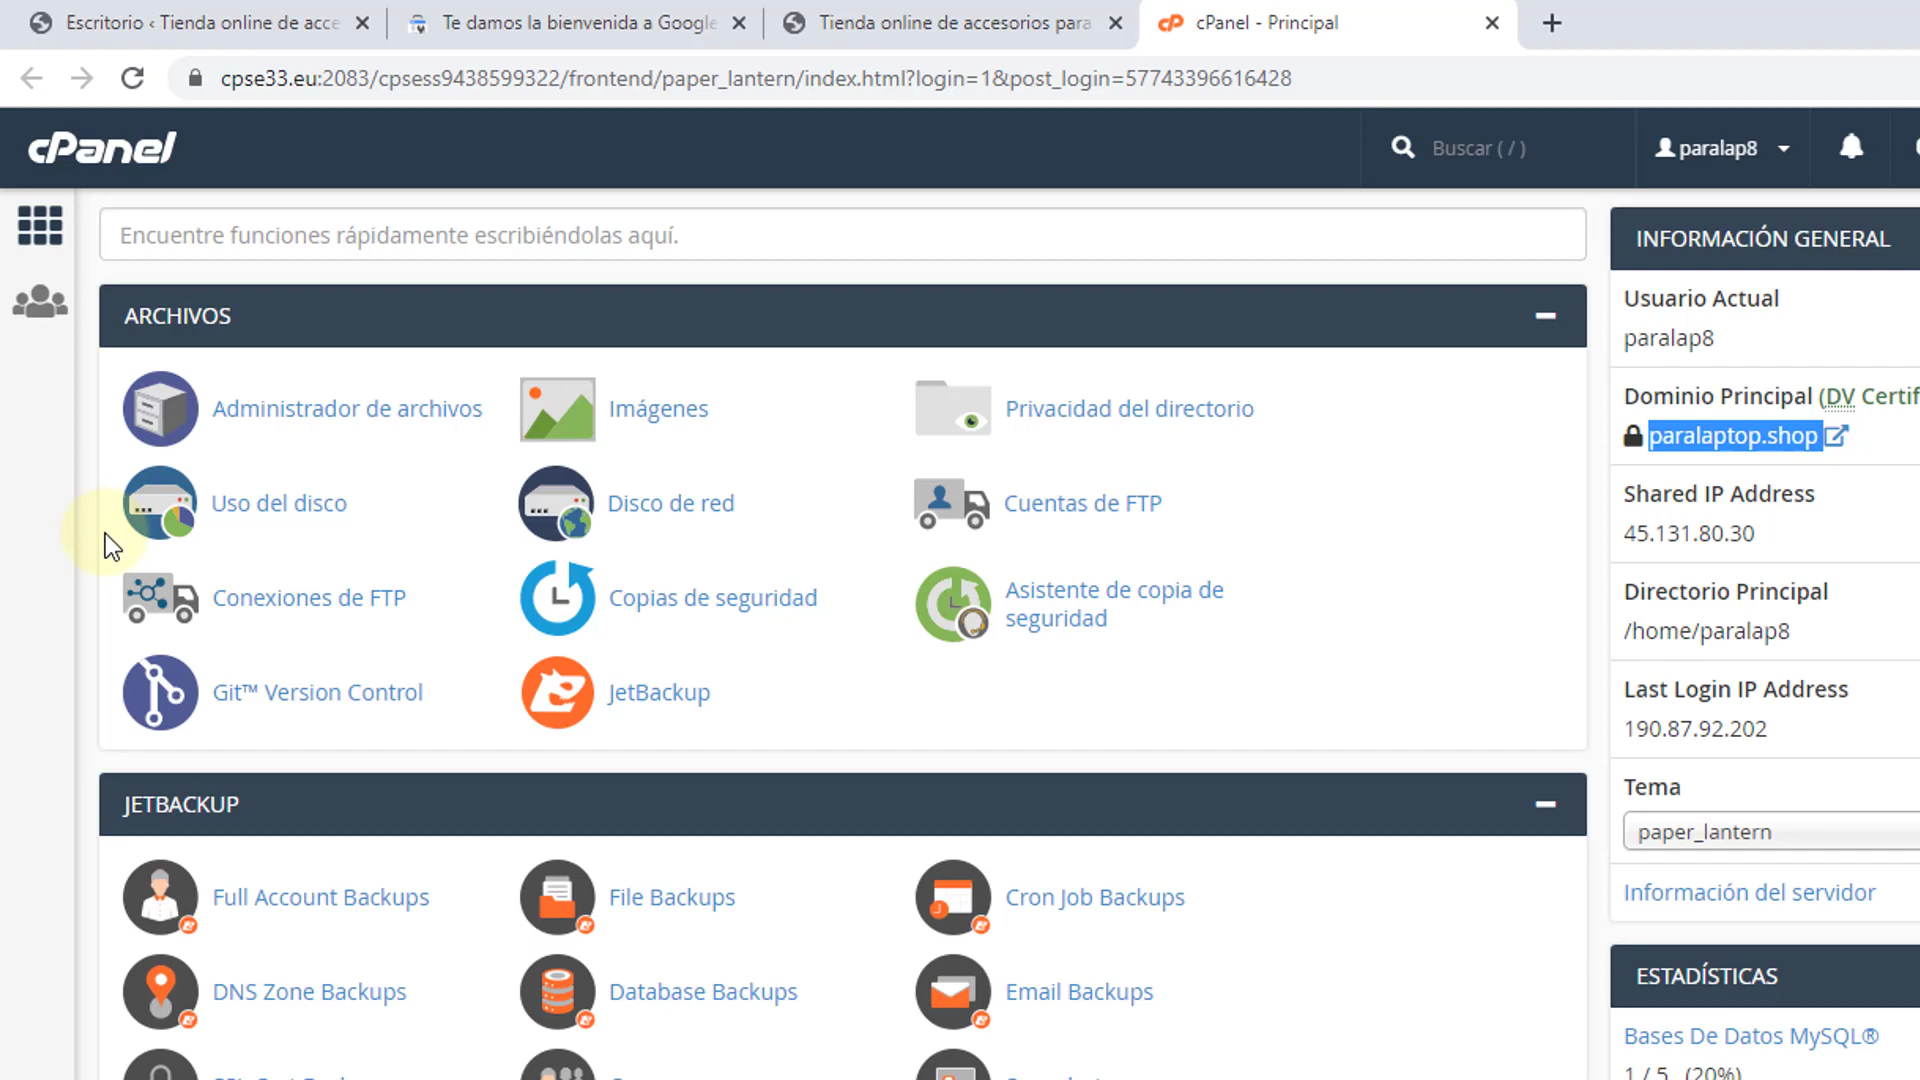 Escritorio ‹ Tienda online de acce
Te damos la bienvenida a Google
Tienda online de accesorios para
cPanel - Principal
cpse33.eu:2083/cpsess9438599322/frontend/paper_lantern/index.html?login=1&post_login=57743396616428
cPanel
Buscar ( / )
paralap8
Encuentre funciones rápidamente escribiéndolas aquí.
ARCHIVOS
Administrador de archivos
Imágenes
Privacidad del directorio
Uso del disco
Disco de red
Cuentas de FTP
Conexiones de FTP
Copias de seguridad
Asistente de copia de
seguridad
Git™ Version Control
JetBackup
JETBACKUP
Full Account Backups
File Backups
Cron Job Backups
DNS Zone Backups
Database Backups
Email Backups
INFORMACIÓN GENERAL
Usuario Actual
paralap8
Dominio Principal (DV Certif
paralaptop.shop
Shared IP Address
45.131.80.30
Directorio Principal
/home/paralap8
Last Login IP Address
190.87.92.202
Tema
paper_lantern
Información del servidor
ESTADÍSTICAS
Bases De Datos MySQL®
1 / 5 (20%)